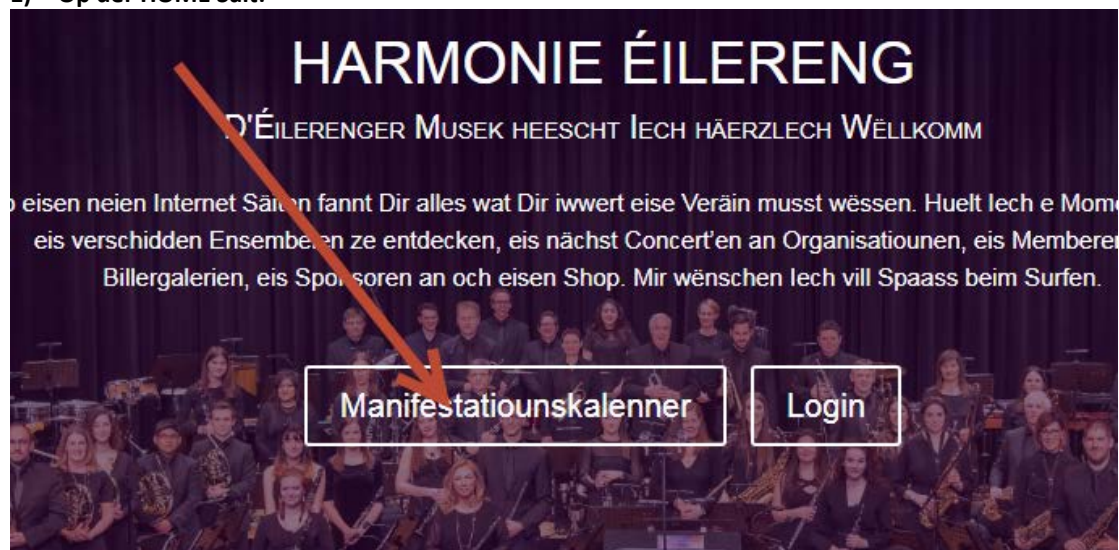 HARMONIE ÉILERENG
D'ÉILERENGER MUSEK HEESCHT IECH HÄERZLECH WËLLKOMM
eisen neien Internet Säiten fannt Dir alles wat Dir iwwert eise Veräin musst wëssen. Huelt Iech e
eis verschidden Ensembelen ze entdecken, eis nächst Concert'en an Organisatiounen, eis
Billergalerien, eis Sponsoren an och eisen Shop. Mir wënschen Iech vill Spaass beim Surfen.
Manifestatiounskalenner
Login